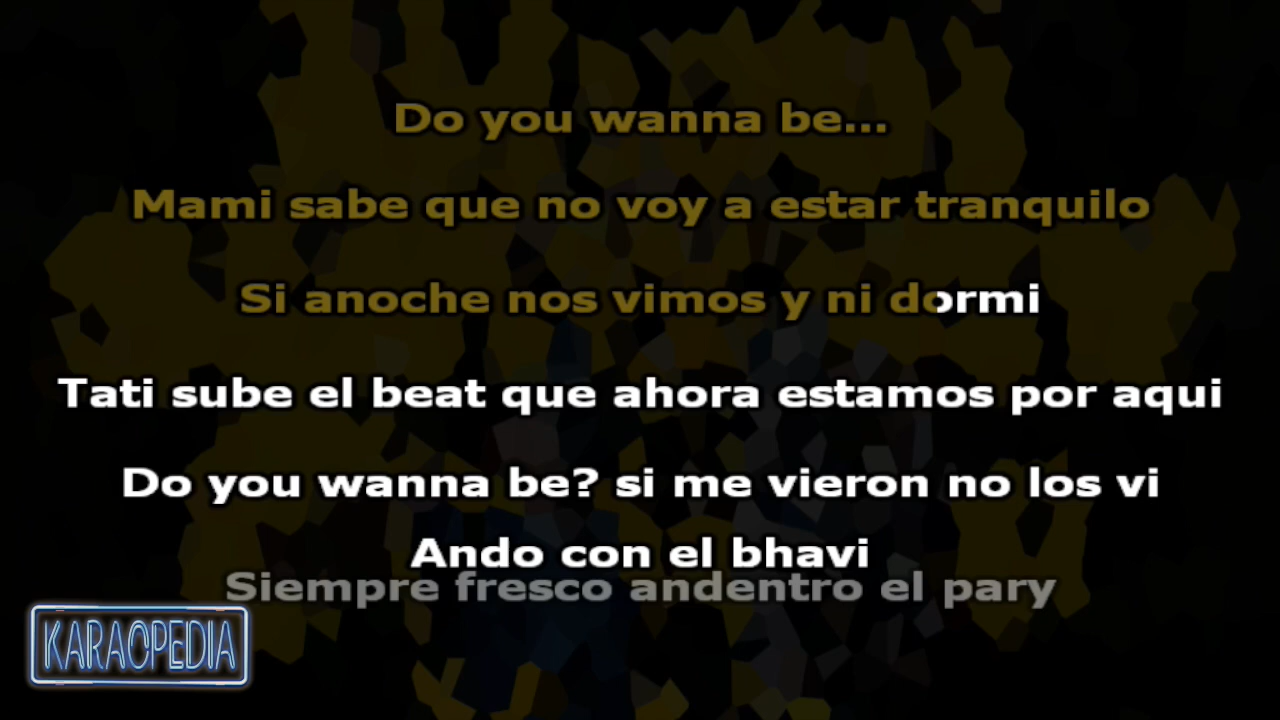 Do you wanna be...
Mami sabe que no voy a estar tranquilo
Si anoche nos vimos y ni dormi
Tati sube el beat que ahora estamos por aqui
Do you wanna be? si me vieron no los vi
Ando con el bhavi
Siempre fresco andentro el pary
KARAOPEDIA